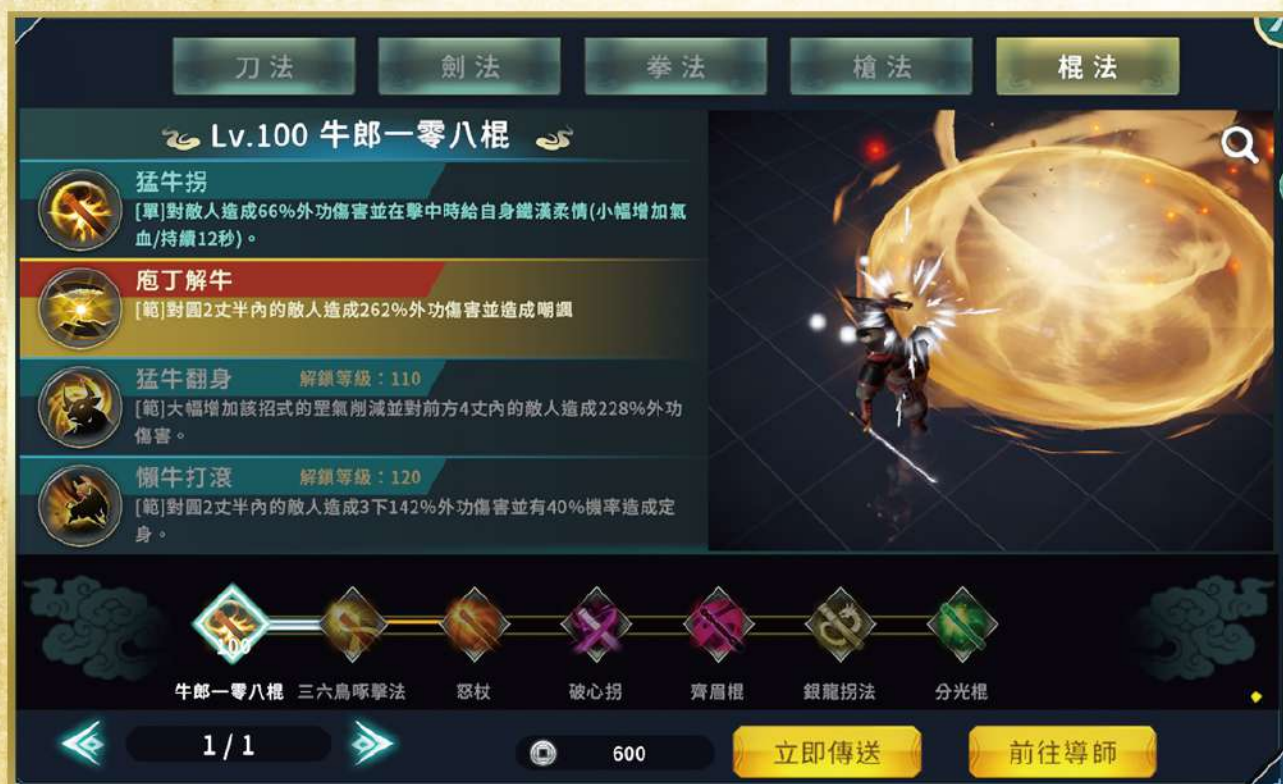 刀法
劍法
拳法
槍法
棍法
Lv.100 牛郎一零八棍
猛牛拐
[單]對敵人造成66%外功傷害並在擊中時給自身鐵漢柔情(小幅增加氣
血/持續12秒)。
庖丁解牛
[範]對圓2丈半內的敵人造成262%外功傷害並造成嘲諷
猛牛翻身 解鎖等級：110
[範]大幅增加該招式的罡氣削減並對前方4丈內的敵人造成228%外功
傷害。
懶牛打滾 解鎖等級：120
[範]對圓2丈半內的敵人造成3下142%外功傷害並有40%機率造成定
身。
100
牛郎一零八棍
三六鳥啄擊法
怒杖
破心拐
齊眉棍
銀龍拐法
分光棍
1/1
600
立即傳送
前往導師